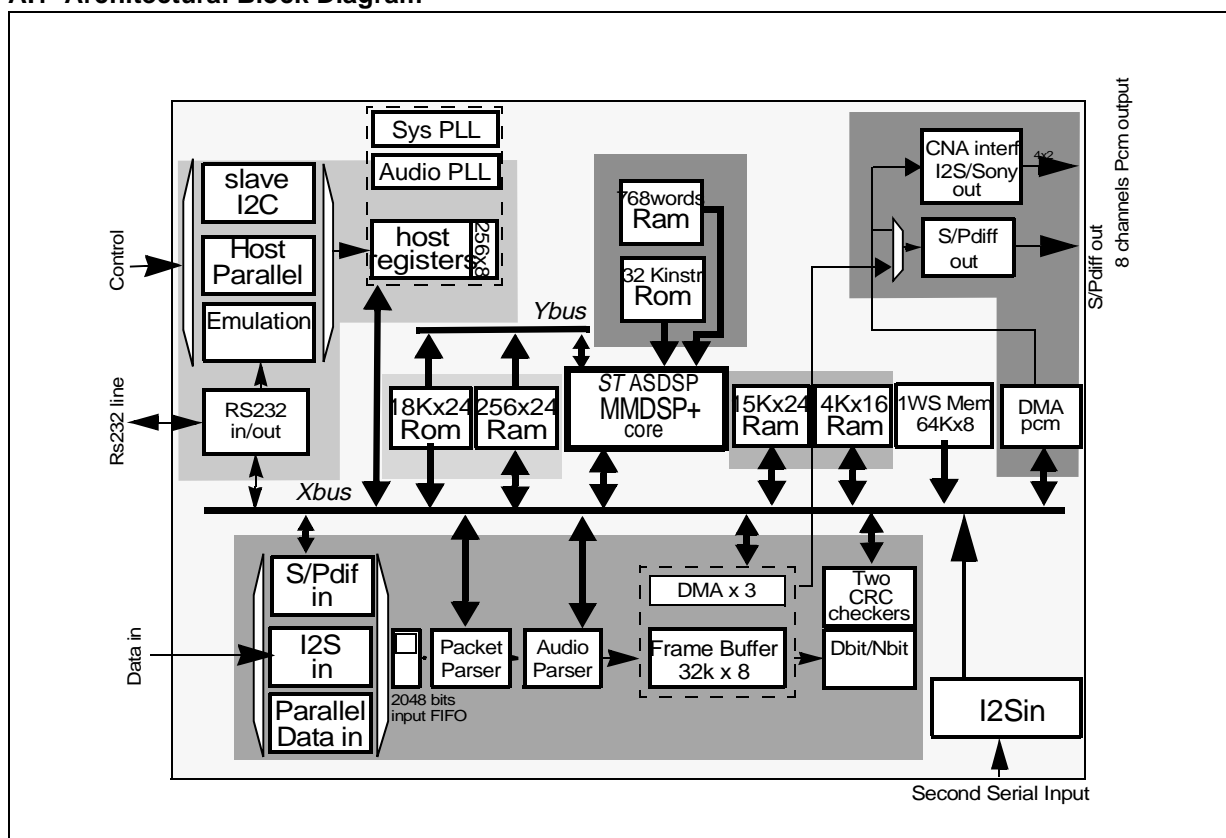 A.1 Architectural Block Diagram
Sys PLL
Audio PLL
slave
I2C
Host
Parallel
Emulation
host
registers
256x8
Control
Rs232 line
RS232
in/out
768words
Ram
32 Kinstr
Rom
CNA interf
I2S/Sony
out
4x2
S/Pdiff
out
S/Pdiff out
8 channels Pcm output
Ybus
18Kx24
Rom
256x24
Ram
ST ASDSP
MMDSP+
core
15Kx24
Ram
4Kx16
Ram
1WS Mem
64Kx8
DMA
pcm
Xbus
Data in
S/Pdif
in
I2S
in
Parallel
Data in
2048 bits
input FIFO
Packet
Parser
Audio
Parser
DMA x 3
Frame Buffer
32k x 8
Two
CRC
checkers
Dbit/Nbit
I2Sin
Second Serial Input